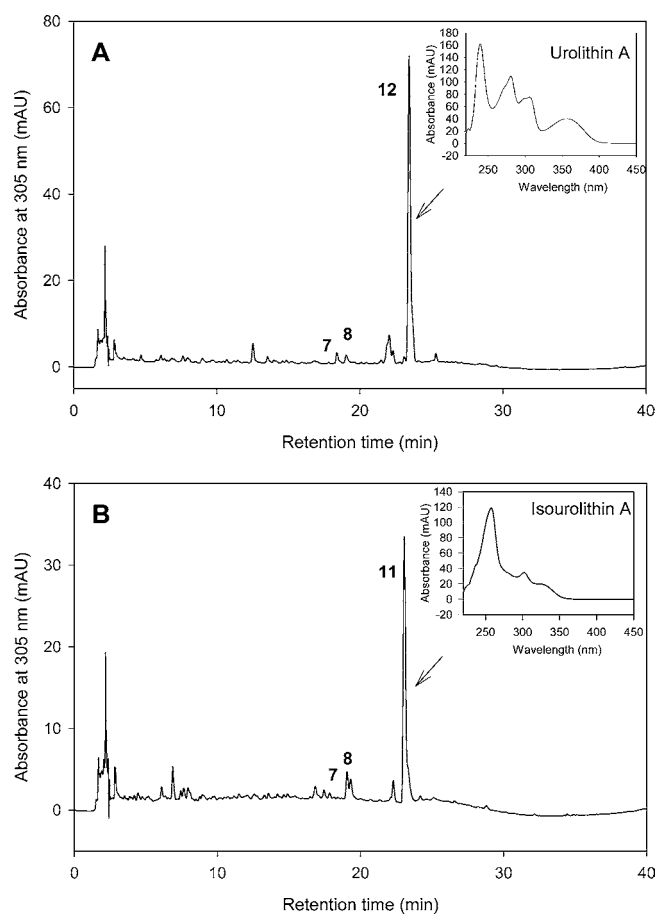 A
Absorbance at 305 nm (mAU)
80
60
40
20
0
12
7
8
0 10 20 30 40
Retention time (min)
Urolithin A
Absorbance (mAU)
180
160
140
120
100
80
60
40
20
0
-20
250 300 350 400 450
Wavelength (nm)
B
Absorbance at 305 nm (mAU)
40
30
20
10
0
11
7
8
0 10 20 30 40
Retention time (min)
Isourolithin A
Absorbance (mAU)
140
120
100
80
60
40
20
0
-20
250 300 350 400 450
Wavelength (nm)